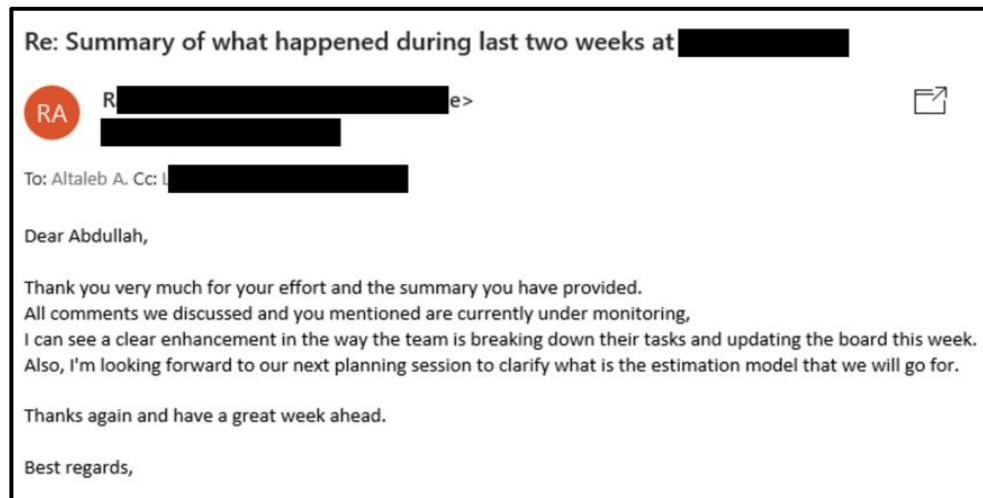 Re: Summary of what happened during last two weeks at
RA
R e>
To: Altaleb A. Cc:
Dear Abdullah,
Thank you very much for your effort and the summary you have provided.
All comments we discussed and you mentioned are currently under monitoring,
I can see a clear enhancement in the way the team is breaking down their tasks and updating the board this week.
Also, I'm looking forward to our next planning session to clarify what is the estimation model that we will go for.
Thanks again and have a great week ahead.
Best regards,